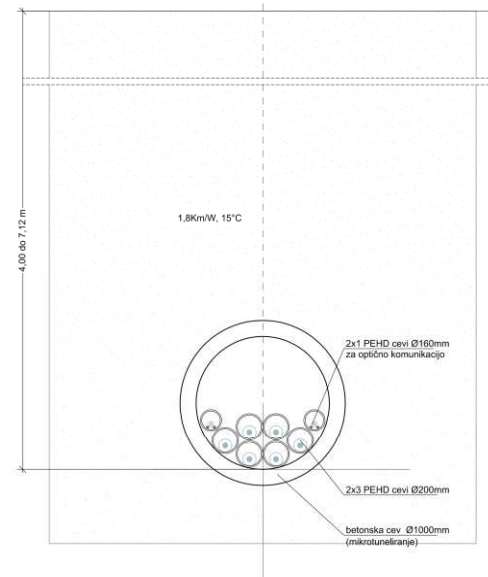 1,8Km/W, 15°C
4,00 do 7,12 m
2x1 PEHD cevi Ø160mm
za optično komunikacijo
2x3 PEHD cevi Ø200mm
betonska cev Ø1000mm
(mikrotuneliranje)